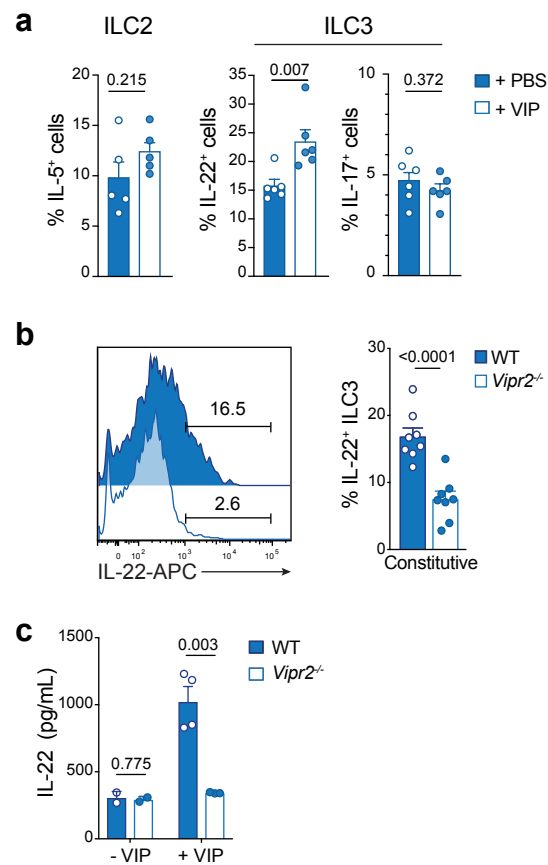 a
ILC2
ILC3
0.215
0.007
0.372
+ PBS
+ VIP
% IL-5⁺ cells
0
5
10
15
20
% IL-22⁺ cells
0
5
10
15
20
25
30
35
% IL-17⁺ cells
0
5
10
b
16.5
2.6
0 10² 10³ 10⁴ 10⁵
IL-22-APC
<0.0001
WT
Vipr2⁻/⁻
% IL-22⁺ ILC3
0
10
20
30
Constitutive
c
WT
Vipr2⁻/⁻
0.775
0.003
IL-22 (pg/mL)
0
500
1000
1500
- VIP + VIP